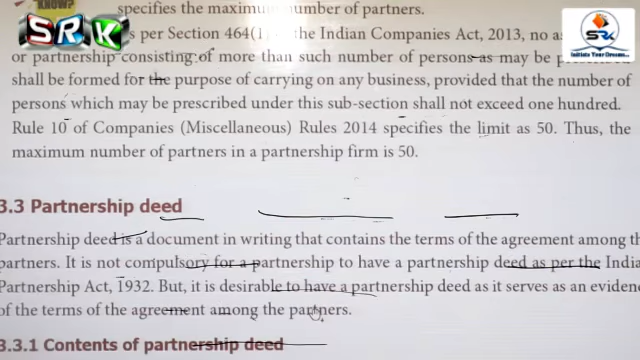 KNOW?
specifies the maximum number of partners.
SRK
s per Section 464(1) the Indian Companies Act, 2013, no as
or partnership consisting of more than such number of persons as may be
shall be formed for the purpose of carrying on any business, provided that the number of
persons which may be prescribed under this sub-section shall not exceed one hundred.
Rule 10 of Companies (Miscellaneous) Rules 2014 specifies the limit as 50. Thus, the
maximum number of partners in a partnership firm is 50.
3.3 Partnership deed
Partnership deed is a document in writing that contains the terms of the agreement among th
partners. It is not compulsory for a partnership to have a partnership deed as per the India
Partnership Act, 1932. But, it is desirable to have a partnership deed as it serves as an evidenc
of the terms of the agreement among the partners.
3.3.1 Contents of partnership deed
SRK